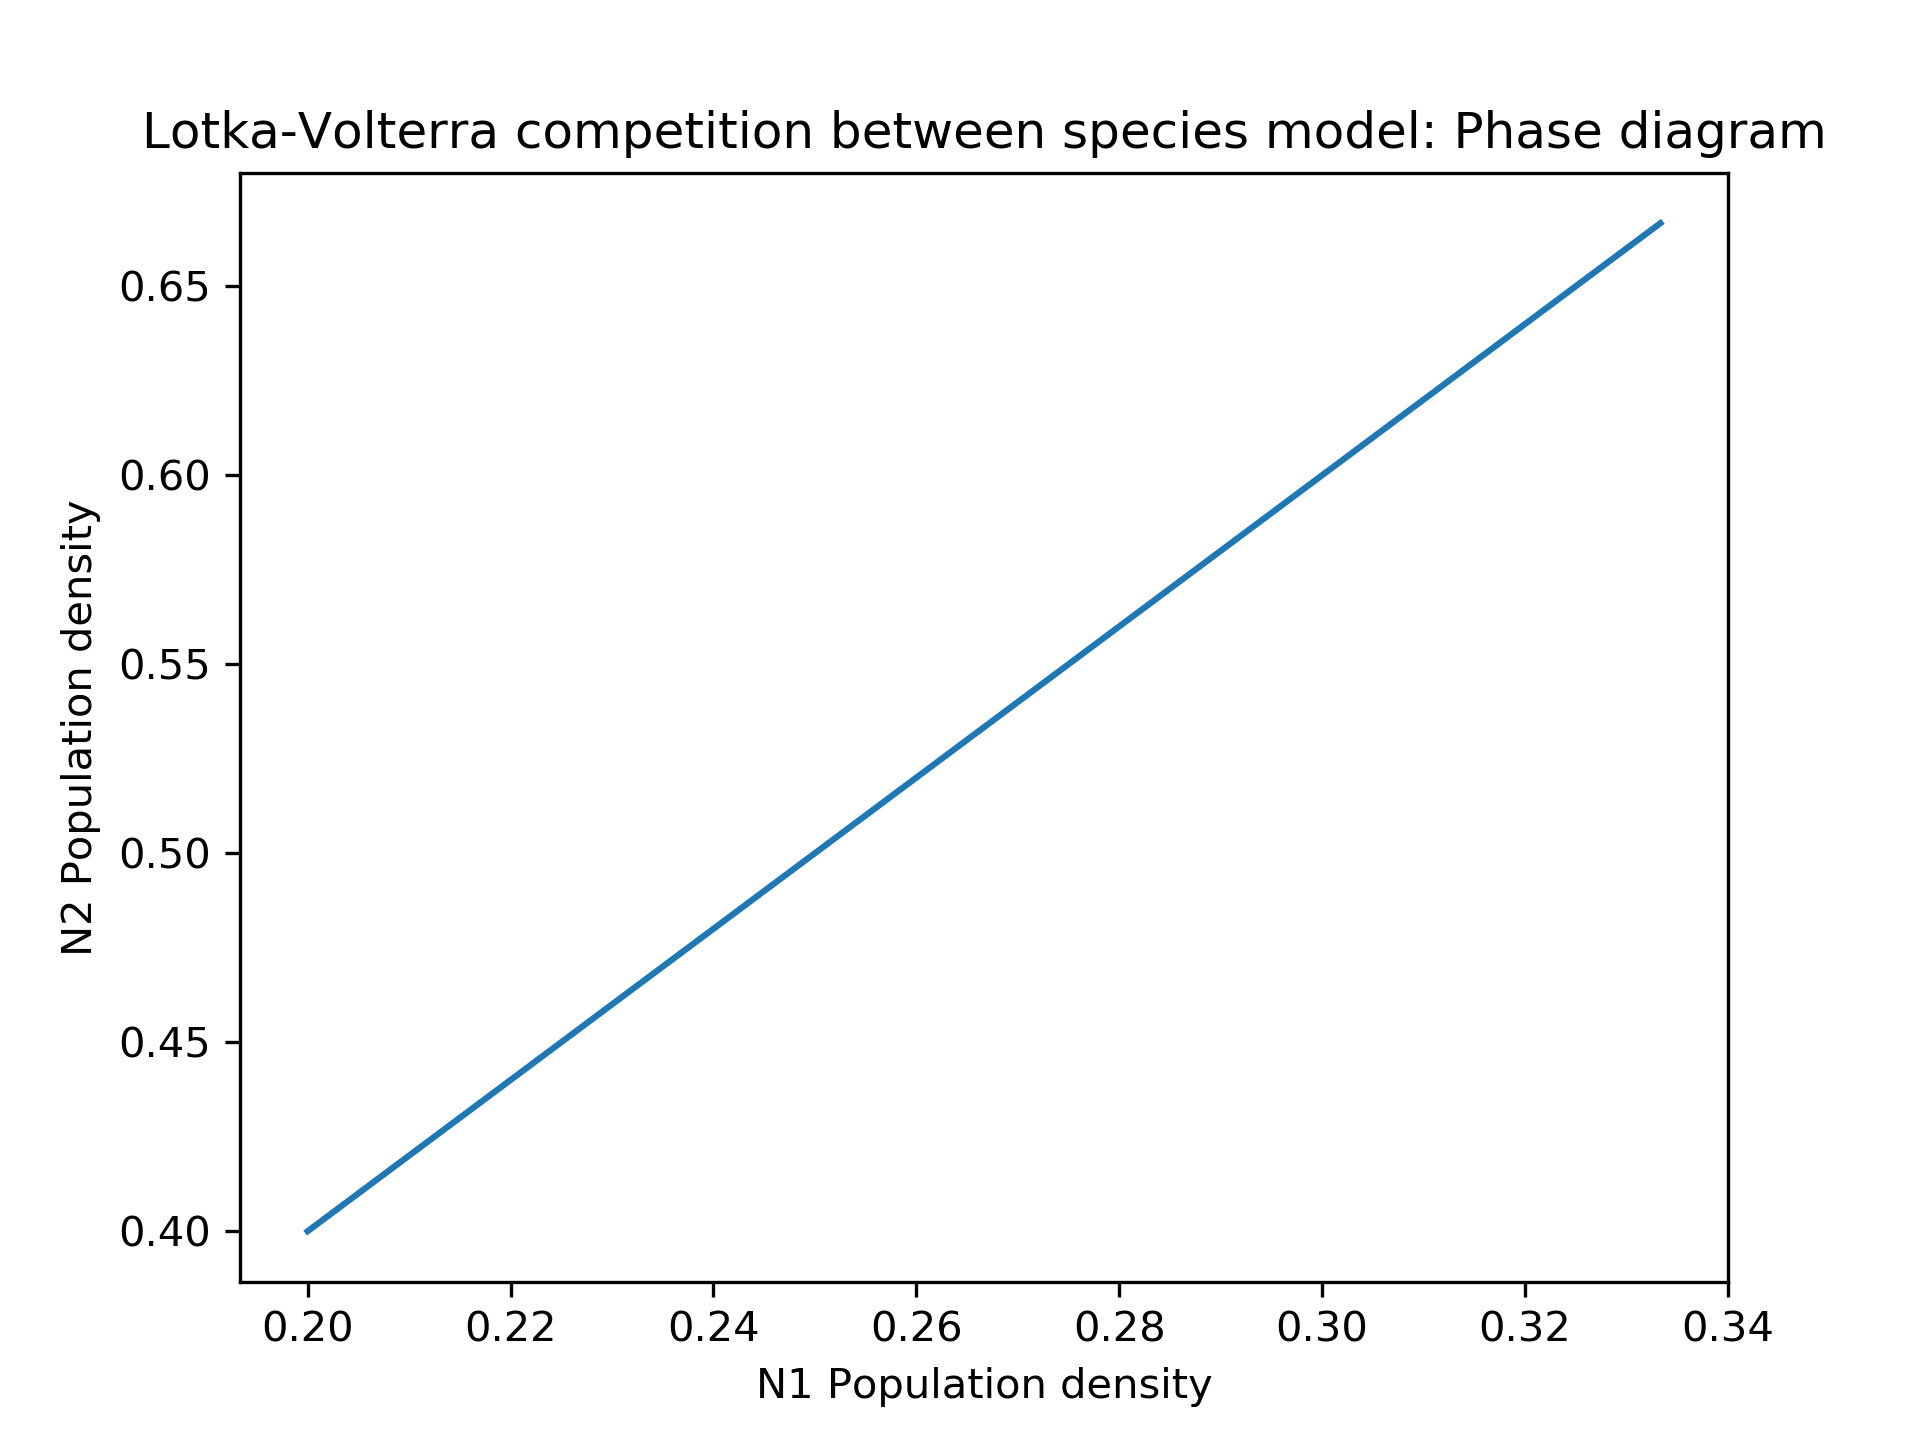 Lotka-Volterra competition between species model: Phase diagram
N2 Population density
0.65
0.60
0.55
0.50
0.45
0.40
0.20 0.22 0.24 0.26 0.28 0.30 0.32 0.34
N1 Population density